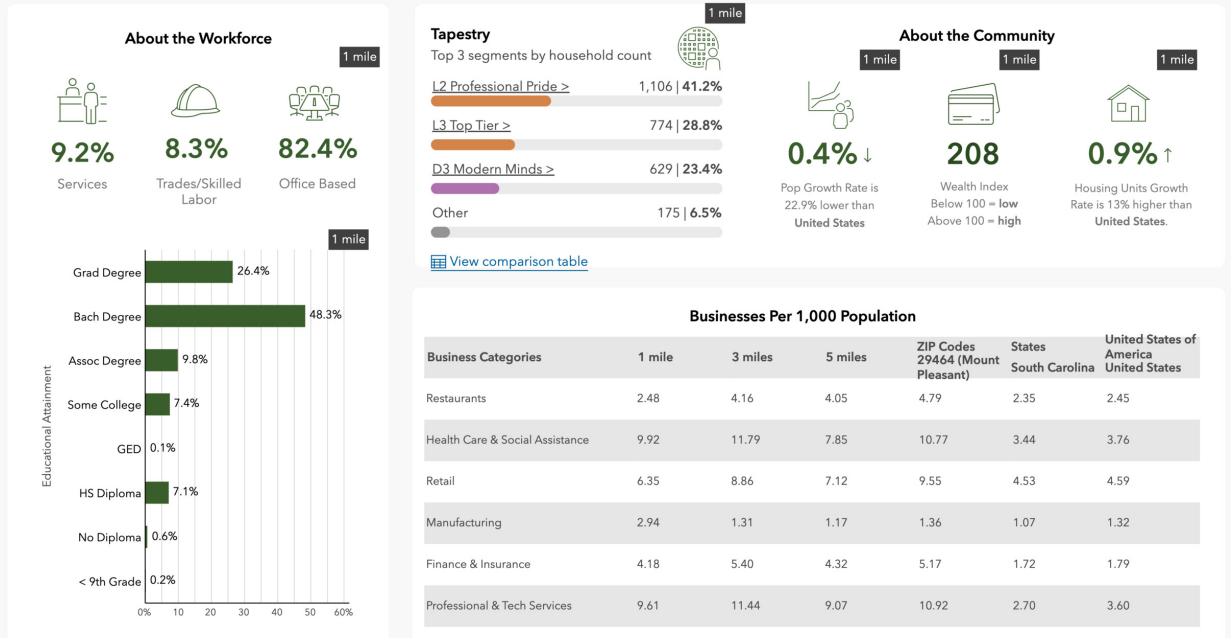 About the Workforce
1 mile
9.2%
Services
8.3%
Trades/Skilled
Labor
82.4%
Office Based
1 mile
Educational Attainment
Grad Degree 26.4%
Bach Degree 48.3%
Assoc Degree 9.8%
Some College 7.4%
GED 0.1%
HS Diploma 7.1%
No Diploma 0.6%
< 9th Grade 0.2%
0% 10 20 30 40 50 60%
1 mile
Tapestry
Top 3 segments by household count
L2 Professional Pride > 1,106 | 41.2%
L3 Top Tier > 774 | 28.8%
D3 Modern Minds > 629 | 23.4%
Other 175 | 6.5%
View comparison table
About the Community
1 mile
0.4% ↓
Pop Growth Rate is
22.9% lower than
United States
1 mile
208
Wealth Index
Below 100 = low
Above 100 = high
1 mile
0.9% ↑
Housing Units Growth
Rate is 13% higher than
United States.
Businesses Per 1,000 Population
Business Categories
1 mile
3 miles
5 miles
ZIP Codes
29464 (Mount
Pleasant)
States
South Carolina
United States of
America
United States
Restaurants 2.48 4.16 4.05 4.79 2.35 2.45
Health Care & Social Assistance 9.92 11.79 7.85 10.77 3.44 3.76
Retail 6.35 8.86 7.12 9.55 4.53 4.59
Manufacturing 2.94 1.31 1.17 1.36 1.07 1.32
Finance & Insurance 4.18 5.40 4.32 5.17 1.72 1.79
Professional & Tech Services 9.61 11.44 9.07 10.92 2.70 3.60